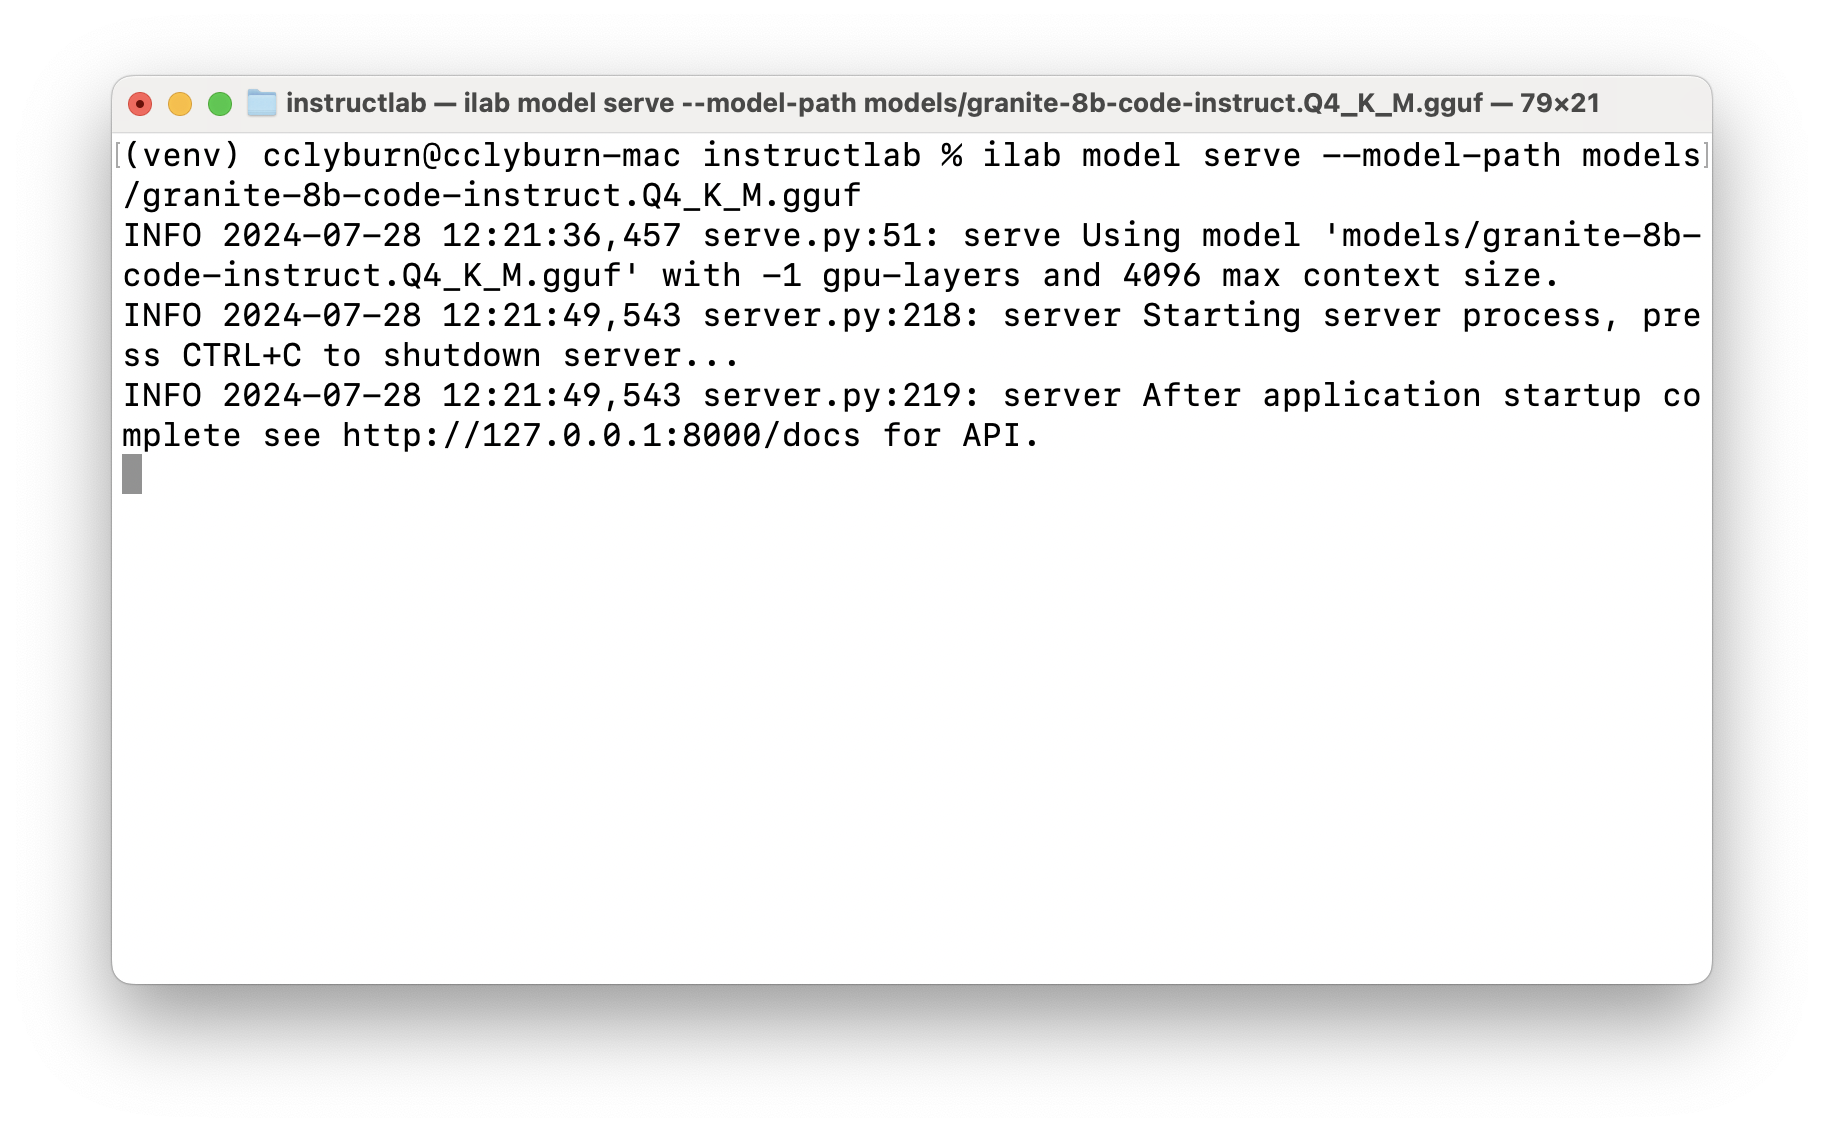 instructlab — ilab model serve --model-path models/granite-8b-code-instruct.Q4_K_M.gguf — 79×21
(venv) cclyburn@cclyburn-mac instructlab % ilab model serve --model-path models
/granite-8b-code-instruct.Q4_K_M.gguf
INFO 2024-07-28 12:21:36,457 serve.py:51: serve Using model 'models/granite-8b-
code-instruct.Q4_K_M.gguf' with -1 gpu-layers and 4096 max context size.
INFO 2024-07-28 12:21:49,543 server.py:218: server Starting server process, pre
ss CTRL+C to shutdown server...
INFO 2024-07-28 12:21:49,543 server.py:219: server After application startup co
mplete see http://127.0.0.1:8000/docs for API.